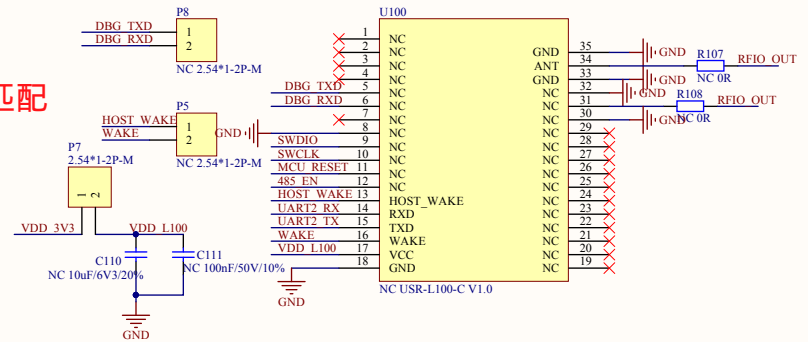 P8
DBG_TXD 1
DBG_RXD 2
NC 2.54*1-2P-M
匹配
P5
HOST_WAKE 1
WAKE 2
NC 2.54*1-2P-M
GND
P7
2.54*1-2P-M
1 2
VDD_3V3
VDD_L100
C110
NC 10uF/6V3/20%
C111
NC 100nF/50V/10%
GND
U100
1 NC
2 NC
3 NC
4 NC
DBG_TXD 5 NC
DBG_RXD 6 NC
7 NC
8 NC
SWDIO 9 NC
SWCLK 10 NC
MCU_RESET 11 NC
485_EN 12 NC
HOST_WAKE 13 HOST_WAKE
UART2_RX 14 RXD
UART2_TX 15 TXD
WAKE 16 WAKE
VDD_L100 17 VCC
18 GND
GND
GND 35 GND
ANT 34
GND 33 GND
NC 32 GND
NC 31
NC 30 GND
NC 29
NC 28
NC 27
NC 26
NC 25
NC 24
NC 23
NC 22
NC 21
NC 20
NC 19
R107
NC 0R
RFIO_OUT
R108
NC 0R
RFIO_OUT
NC USR-L100-C V1.0